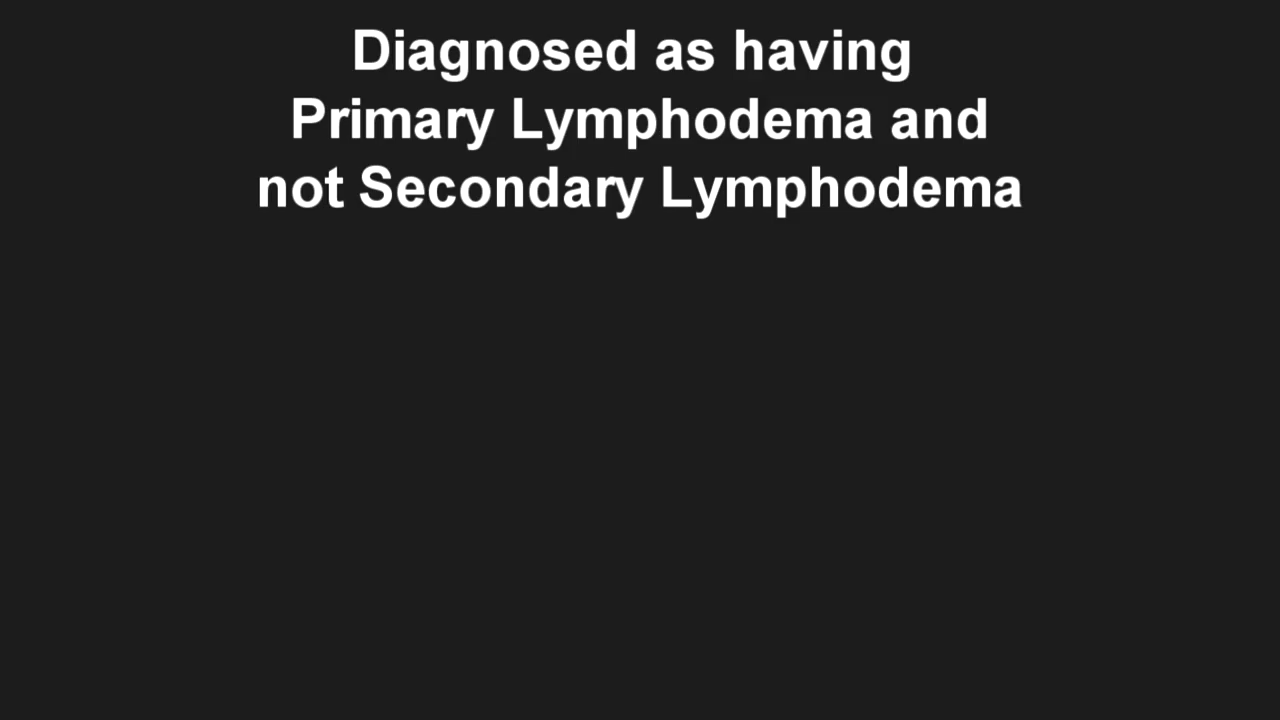 Diagnosed as having
Primary Lymphodema and
not Secondary Lymphodema